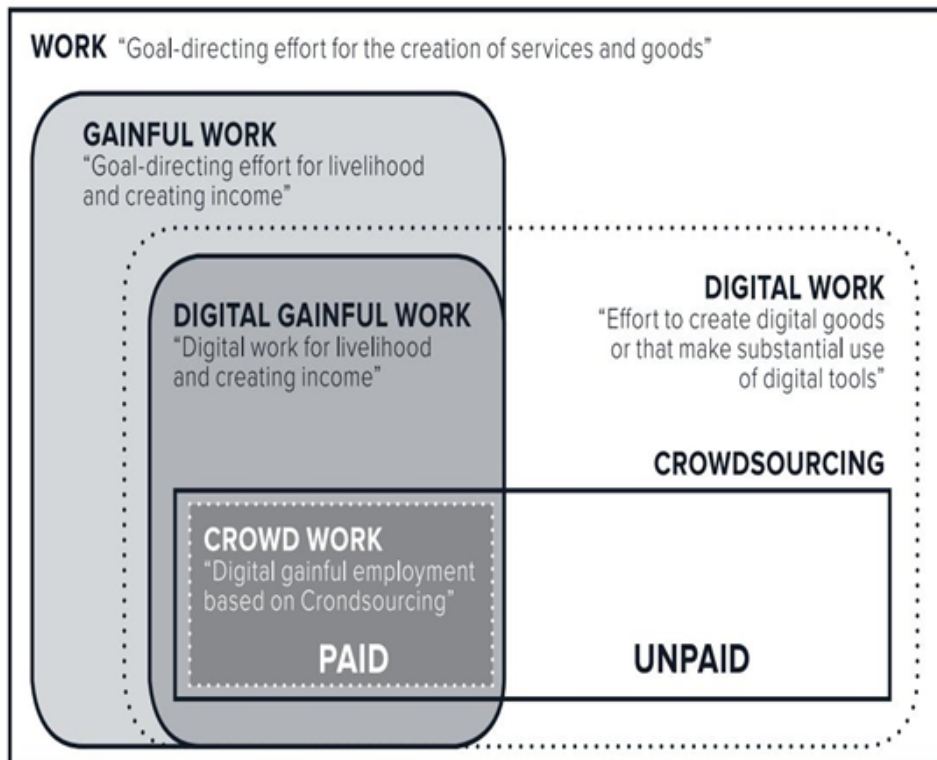 WORK “Goal-directing effort for the creation of services and goods”
GAINFUL WORK
“Goal-directing effort for livelihood
and creating income”
DIGITAL GAINFUL WORK
“Digital work for livelihood
and creating income”
DIGITAL WORK
“Effort to create digital goods
or that make substantial use
of digital tools”
CROWDSOURCING
CROWD WORK
“Digital gainful employment
based on Crondsourcing”
PAID
UNPAID